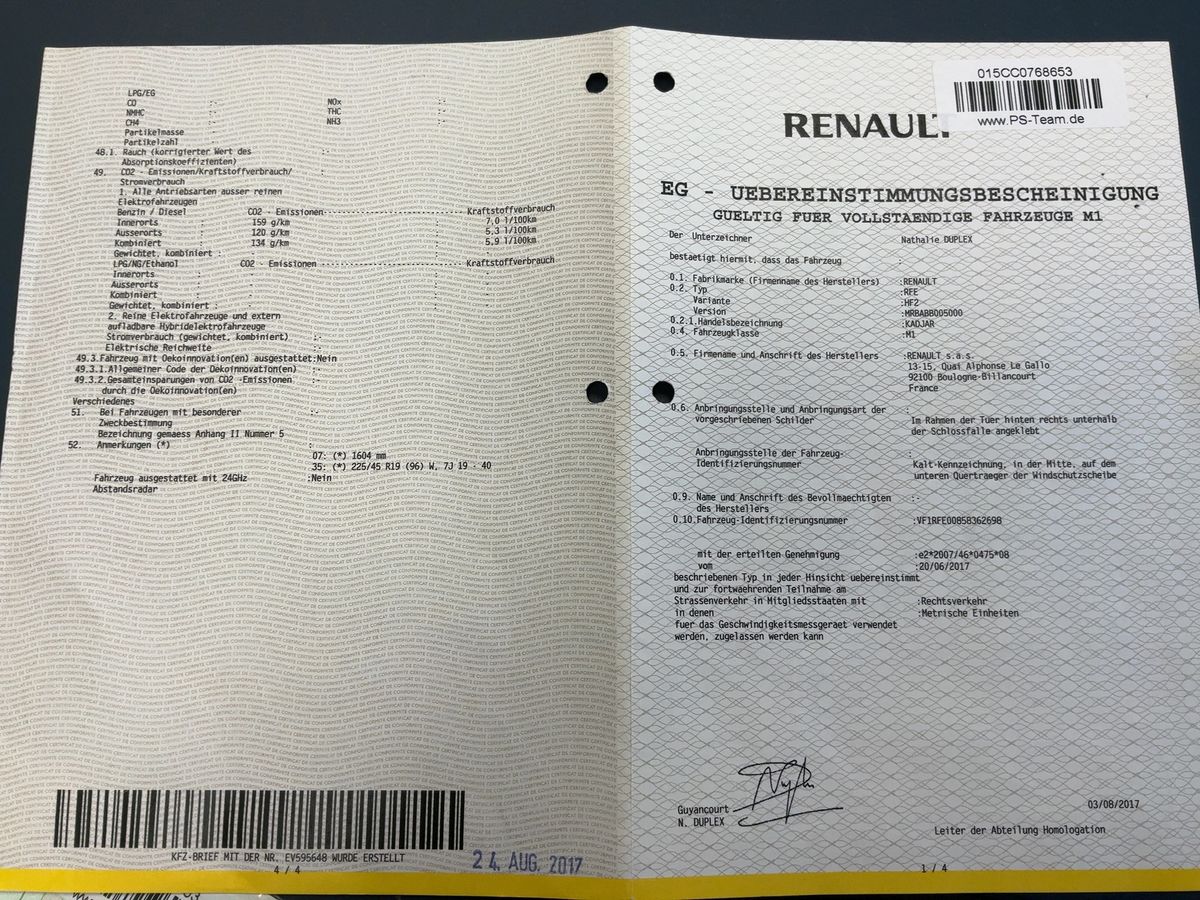 LPG/EG
CO :- NOx :-
NMHC : THC :
CH4 : NH3 :
Partikelmasse :
Partikelzahl :
48.1. Rauch (korrigierter Wert des :-
Absorptionskoeffizienten)
49. CO2 - Emissionen/Kraftstoffverbrauch/ :
Stromverbrauch
1. Alle Antriebsarten ausser reinen
Elektrofahrzeugen
Benzin / Diesel CO2 - Emissionen--------------------------Kraftstoffverbrauch
Innerorts : 159 g/km : 7,0 l/100km
Ausserorts : 120 g/km : 5,3 l/100km
Kombiniert : 134 g/km : 5,9 l/100km
Gewichtet, kombiniert :
LPG/NG/Ethanol CO2 - Emissionen--------------------------Kraftstoffverbrauch
Innerorts :
Ausserorts :
Kombiniert :
Gewichtet, kombiniert :
2. Reine Elektrofahrzeuge und extern
aufladbare Hybridelektrofahrzeuge
Stromverbrauch (gewichtet, kombiniert) :-
Elektrische Reichweite :-
49.3.Fahrzeug mit Oekoinnovation(en) ausgestattet:Nein
49.3.1.Allgemeiner Code der Oekoinnovation(en) :-
49.3.2.Gesamteinsparungen von CO2 -Emissionen :-
durch die Oekoinnovation(en)
Verschiedenes
51. Bei Fahrzeugen mit besonderer :-
Zweckbestimmung
Bezeichnung gemaess Anhang II Nummer 5
52. Anmerkungen (*) :
07: (*) 1604 mm
35: (*) 225/45 R19 (96) W, 7J 19 - 40
Fahrzeug ausgestattet mit 24GHz :Nein
Abstandsradar
KFZ-BRIEF MIT DER NR. EV595648 WURDE ERSTELLT
4 / 4
24. AUG. 2017
015CC0768653
www.PS-Team.de
RENAULT
EG - UEBEREINSTIMMUNGSBESCHEINIGUNG
GUELTIG FUER VOLLSTAENDIGE FAHRZEUGE M1
Der Unterzeichner Nathalie DUPLEX
bestaetigt hiermit, dass das Fahrzeug :
0.1. Fabrikmarke (Firmenname des Herstellers) :RENAULT
0.2. Typ :RFE
Variante :HF2
Version :MRBABB005000
0.2.1.Handelsbezeichnung :KADJAR
0.4. Fahrzeugklasse :M1
0.5. Firmenname und Anschrift des Herstellers :RENAULT s.a.s.
13-15, Quai Alphonse Le Gallo
92100 Boulogne-Billancourt
France
0.6. Anbringungsstelle und Anbringungsart der :
vorgeschriebenen Schilder Im Rahmen der Tuer hinten rechts unterhalb
der Schlossfalle angeklebt
Anbringungsstelle der Fahrzeug- :
Identifizierungsnummer Kalt-Kennzeichnung, in der Mitte, auf dem
unteren Quertraeger der Windschutzscheibe
0.9. Name und Anschrift des Bevollmaechtigten :-
des Herstellers
0.10.Fahrzeug-Identifizierungsnummer :VF1RFE00858362698
mit der erteilten Genehmigung :e2*2007/46*0475*08
vom :20/06/2017
beschriebenen Typ in jeder Hinsicht uebereinstimmt
und zur fortwaehrenden Teilnahme am
Strassenverkehr in Mitgliedsstaaten mit :Rechtsverkehr
in denen :Metrische Einheiten
fuer das Geschwindigkeitsmessgeraet verwendet
werden, zugelassen werden kann
Guyancourt
N. DUPLEX
03/08/2017
Leiter der Abteilung Homologation
1 / 4